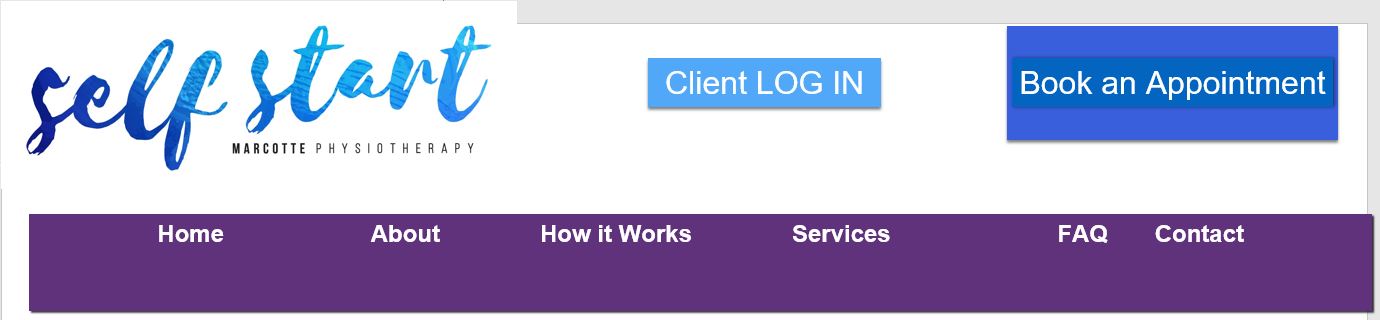 self start
MARCOTTE PHYSIOTHERAPY
Client LOG IN
Book an Appointment
Home About How it Works Services FAQ Contact